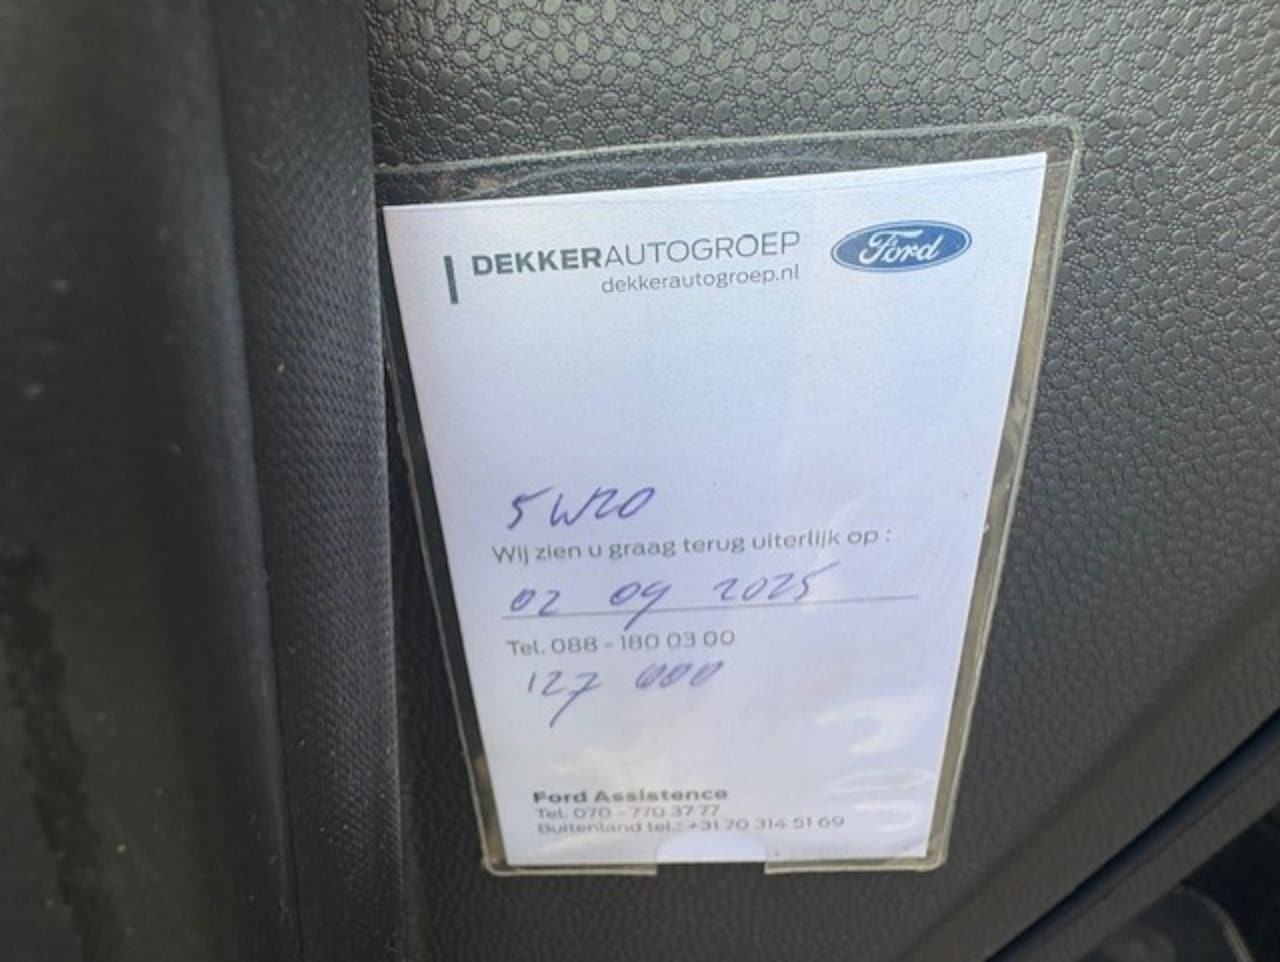 DEKKERAUTOGROEP
dekkerautogroep.nl
Ford
5W20
Wij zien u graag terug uiterlijk op :
02 09 2025
Tel. 088 - 180 03 00
127 000
Ford Assistence
Tel. 070 - 770 37 77
Buitenland tel.: +31 70 314 51 69